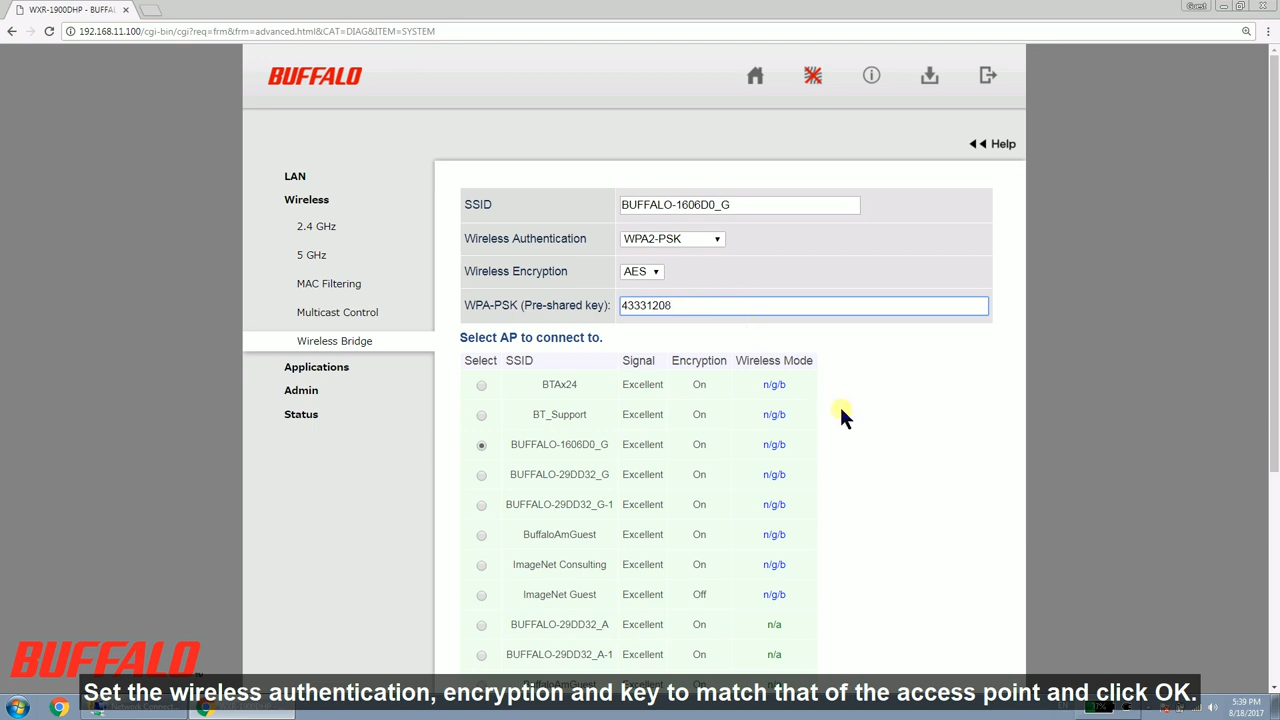 WXR-1900DHP - BUFFAL
Guest
192.168.11.100/cgi-bin/cgi?req=frm&frm=advanced.html&CAT=DIAG&ITEM=SYSTEM
BUFFALO
Help
LAN
Wireless
2.4 GHz
5 GHz
MAC Filtering
Multicast Control
Wireless Bridge
Applications
Admin
Status
SSID BUFFALO-1606D0_G
Wireless Authentication WPA2-PSK
Wireless Encryption AES
WPA-PSK (Pre-shared key): 43331208
Select AP to connect to.
Select SSID Signal Encryption Wireless Mode
BTAx24 Excellent On n/g/b
BT_Support Excellent On n/g/b
BUFFALO-1606D0_G Excellent On n/g/b
BUFFALO-29DD32_G Excellent On n/g/b
BUFFALO-29DD32_G-1 Excellent On n/g/b
BuffaloAmGuest Excellent On n/g/b
ImageNet Consulting Excellent On n/g/b
ImageNet Guest Excellent Off n/g/b
BUFFALO-29DD32_A Excellent On n/a
BUFFALO-29DD32_A-1 Excellent On n/a
BUFFALO
Set the wireless authentication, encryption and key to match that of the access point and click OK.
Network Connect...
5:39 PM
8/18/2017